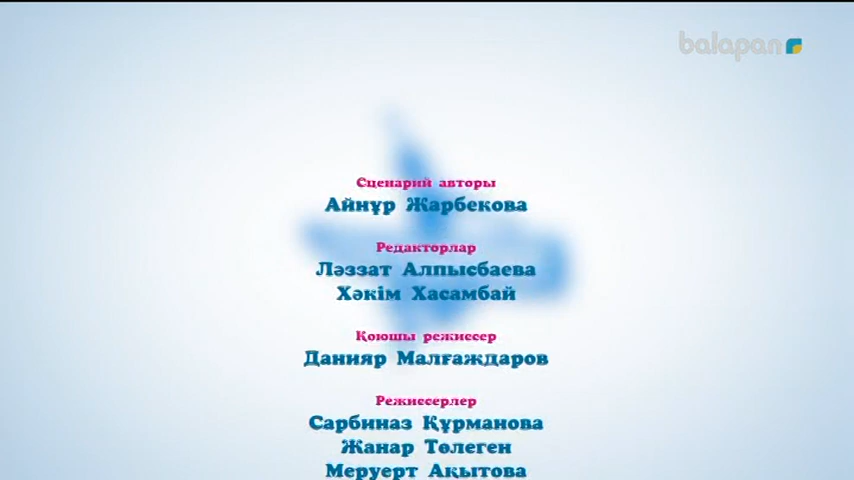 balapan
Сценарий авторы
Айнұр Жарбекова
Редакторлар
Ләззат Алпысбаева
Хәкім Хасамбай
Қоюшы режиссер
Данияр Малғаждаров
Режиссерлер
Сарбиназ Құрманова
Жанар Төлеген
Меруерт Ақытова